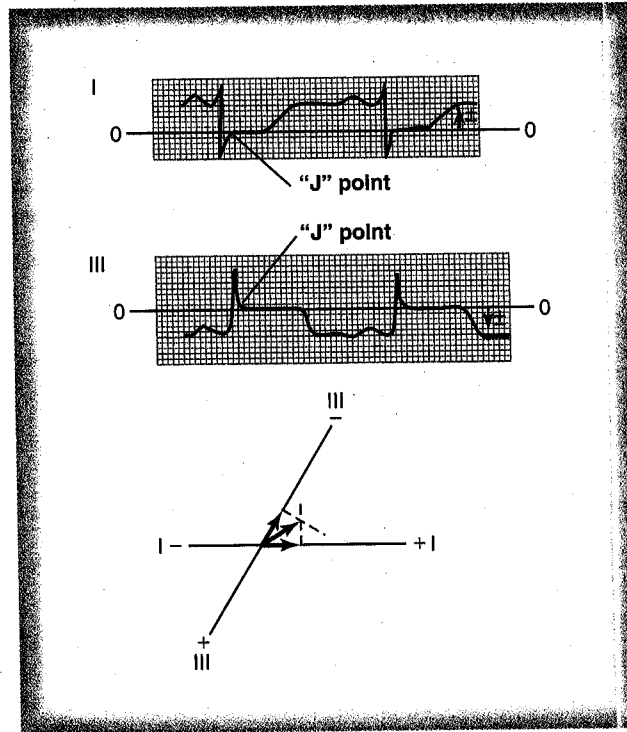 I
0
0
"J" point
"J" point
III
0
0
III
–
I –
+ I
+
III